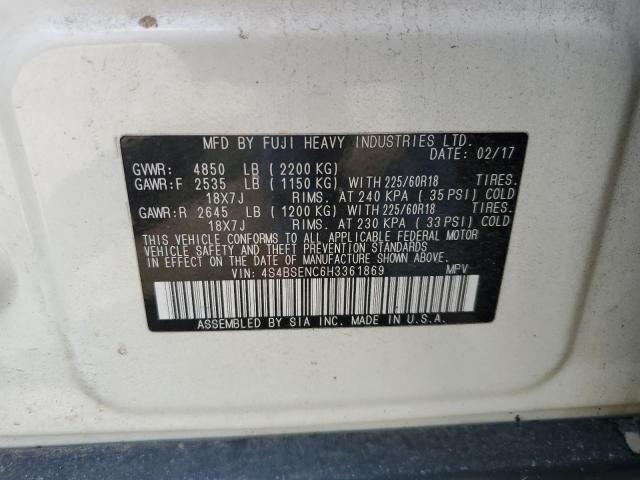 MFD BY FUJI HEAVY INDUSTRIES LTD.
DATE: 02/17
GVWR: 4850 LB ( 2200 KG)
GAWR:F 2535 LB ( 1150 KG) WITH 225/60R18 TIRES.
18X7J RIMS. AT 240 KPA ( 35 PSI) COLD
GAWR:R 2645 LB ( 1200 KG) WITH 225/60R18 TIRES.
18X7J RIMS. AT 230 KPA ( 33 PSI) COLD
THIS VEHICLE CONFORMS TO ALL APPLICABLE FEDERAL MOTOR
VEHICLE SAFETY AND THEFT PREVENTION STANDARDS
IN EFFECT ON THE DATE OF MANUFACTURE SHOWN ABOVE.
VIN: 4S4BSENC6H3361869 MPV
ASSEMBLED BY SIA INC. MADE IN U.S.A.